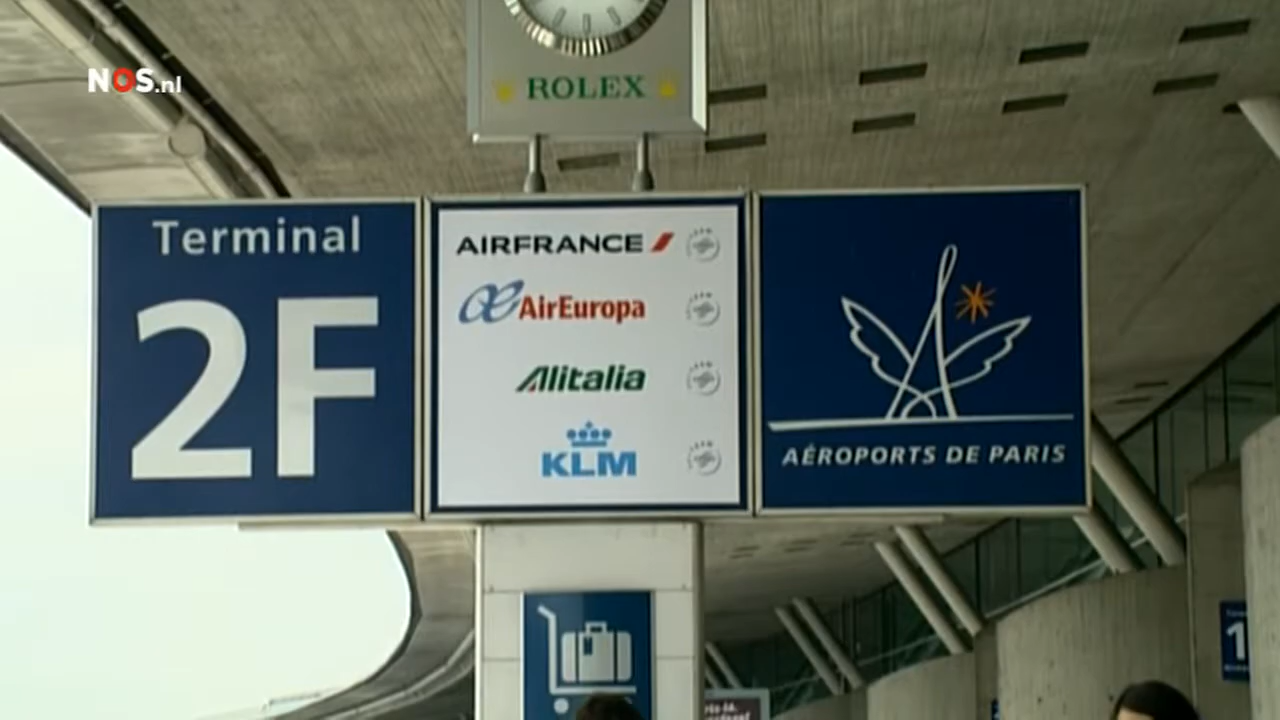 NOS.nl
ROLEX
Terminal
2F
AIRFRANCE
AirEuropa
Alitalia
KLM
AÉROPORTS DE PARIS
1